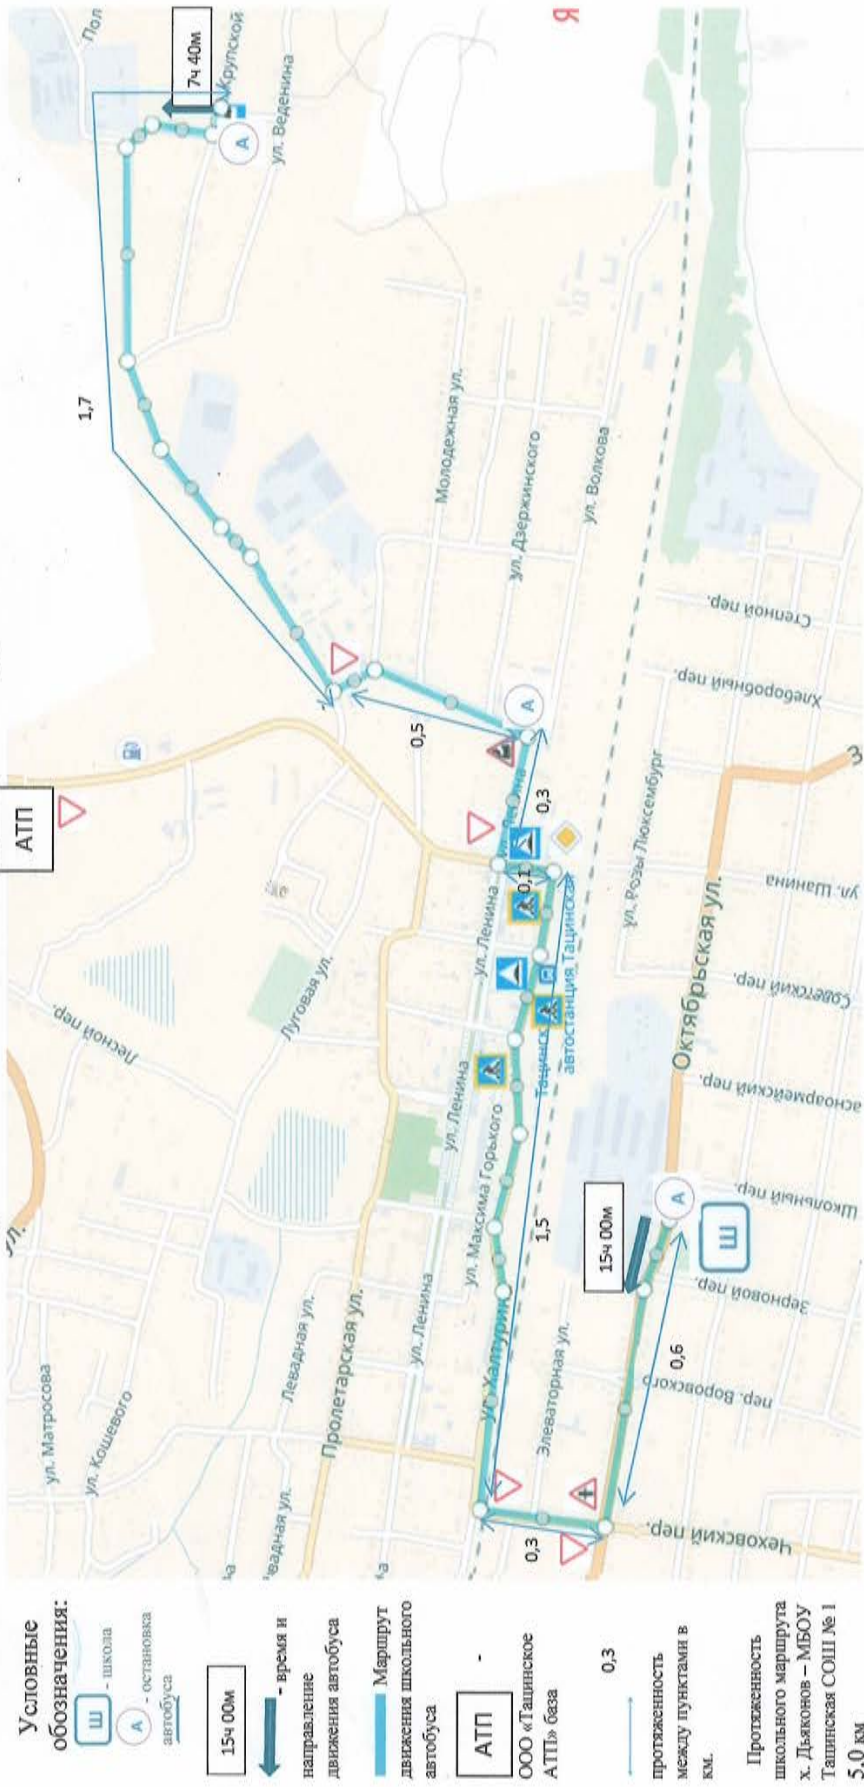 Условные
обозначения:
Ш - школа
А - остановка
автобуса
15ч 00м
- время и
направление
движения автобуса
Маршрут
движения школьного
автобуса
АТП -
ООО «Тацинское
АТП» база
0,3
протяженность
между пунктами в
км.
Протяженность
школьного маршрута
х. Дьяконов – МБОУ
Тацинская СОШ № 1
5,0 км
АТП
7ч 40м
Крупской
ул. Веденина
А
1,7
Молодежная ул.
ул. Дзержинского
ул. Волкова
0,5
А
0,3
0,1
Лесной пер.
Луговая ул.
ул. Ленина
ул. Ленина
ул. Ленина
ул. Максима Горького
автостанция Тацинская
1,5
ул. Матросова
ул. Кошевого
Левадная ул.
Пролетарская ул.
Элеваторная ул.
0,3
Чеховский пер.
0,6
15ч 00м
А
Ш
пер. Воровского
Зерновой пер.
Школьный пер.
Советский пер.
ул. Шанина
Октябрьская ул.
ул. Розы Люксембург
Хлеборобный пер.
Степной пер.
Я